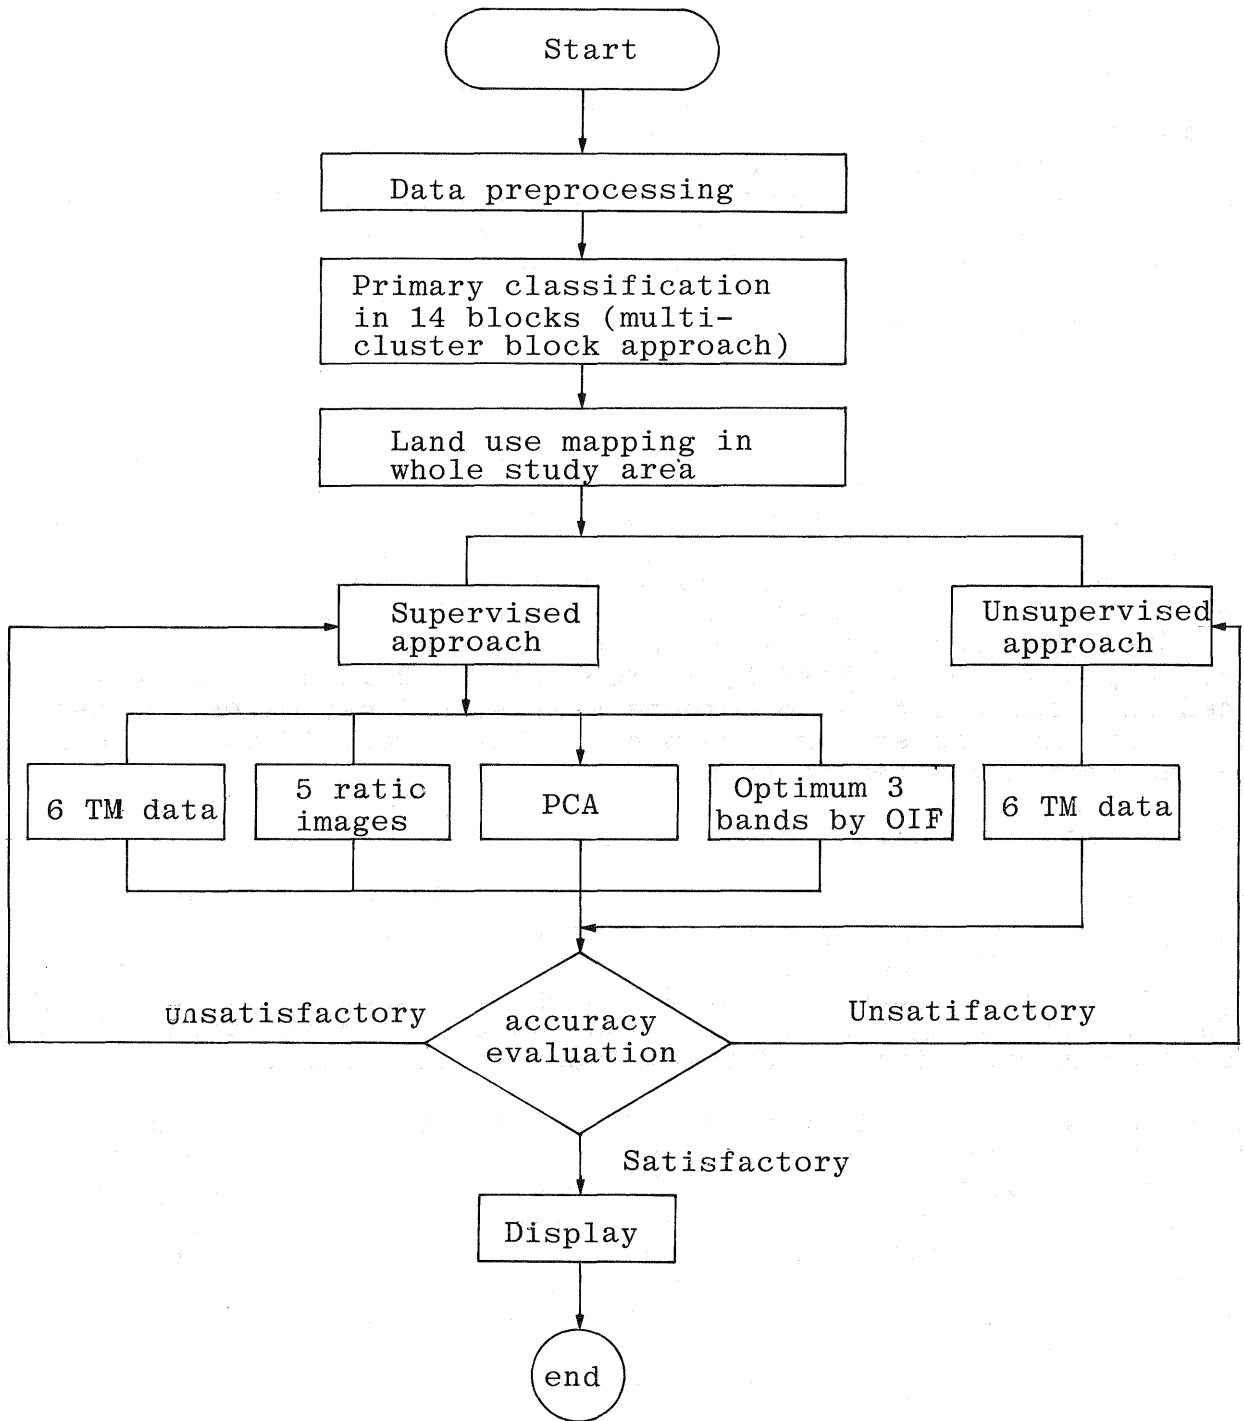 Start
Data preprocessing
Primary classification
in 14 blocks (multi-
cluster block approach)
Land use mapping in
whole study area
Supervised
approach
Unsupervised
approach
6 TM data
5 ratio
images
PCA
Optimum 3
bands by OIF
6 TM data
Unsatisfactory
accuracy
evaluation
Unsatifactory
Satisfactory
Display
end